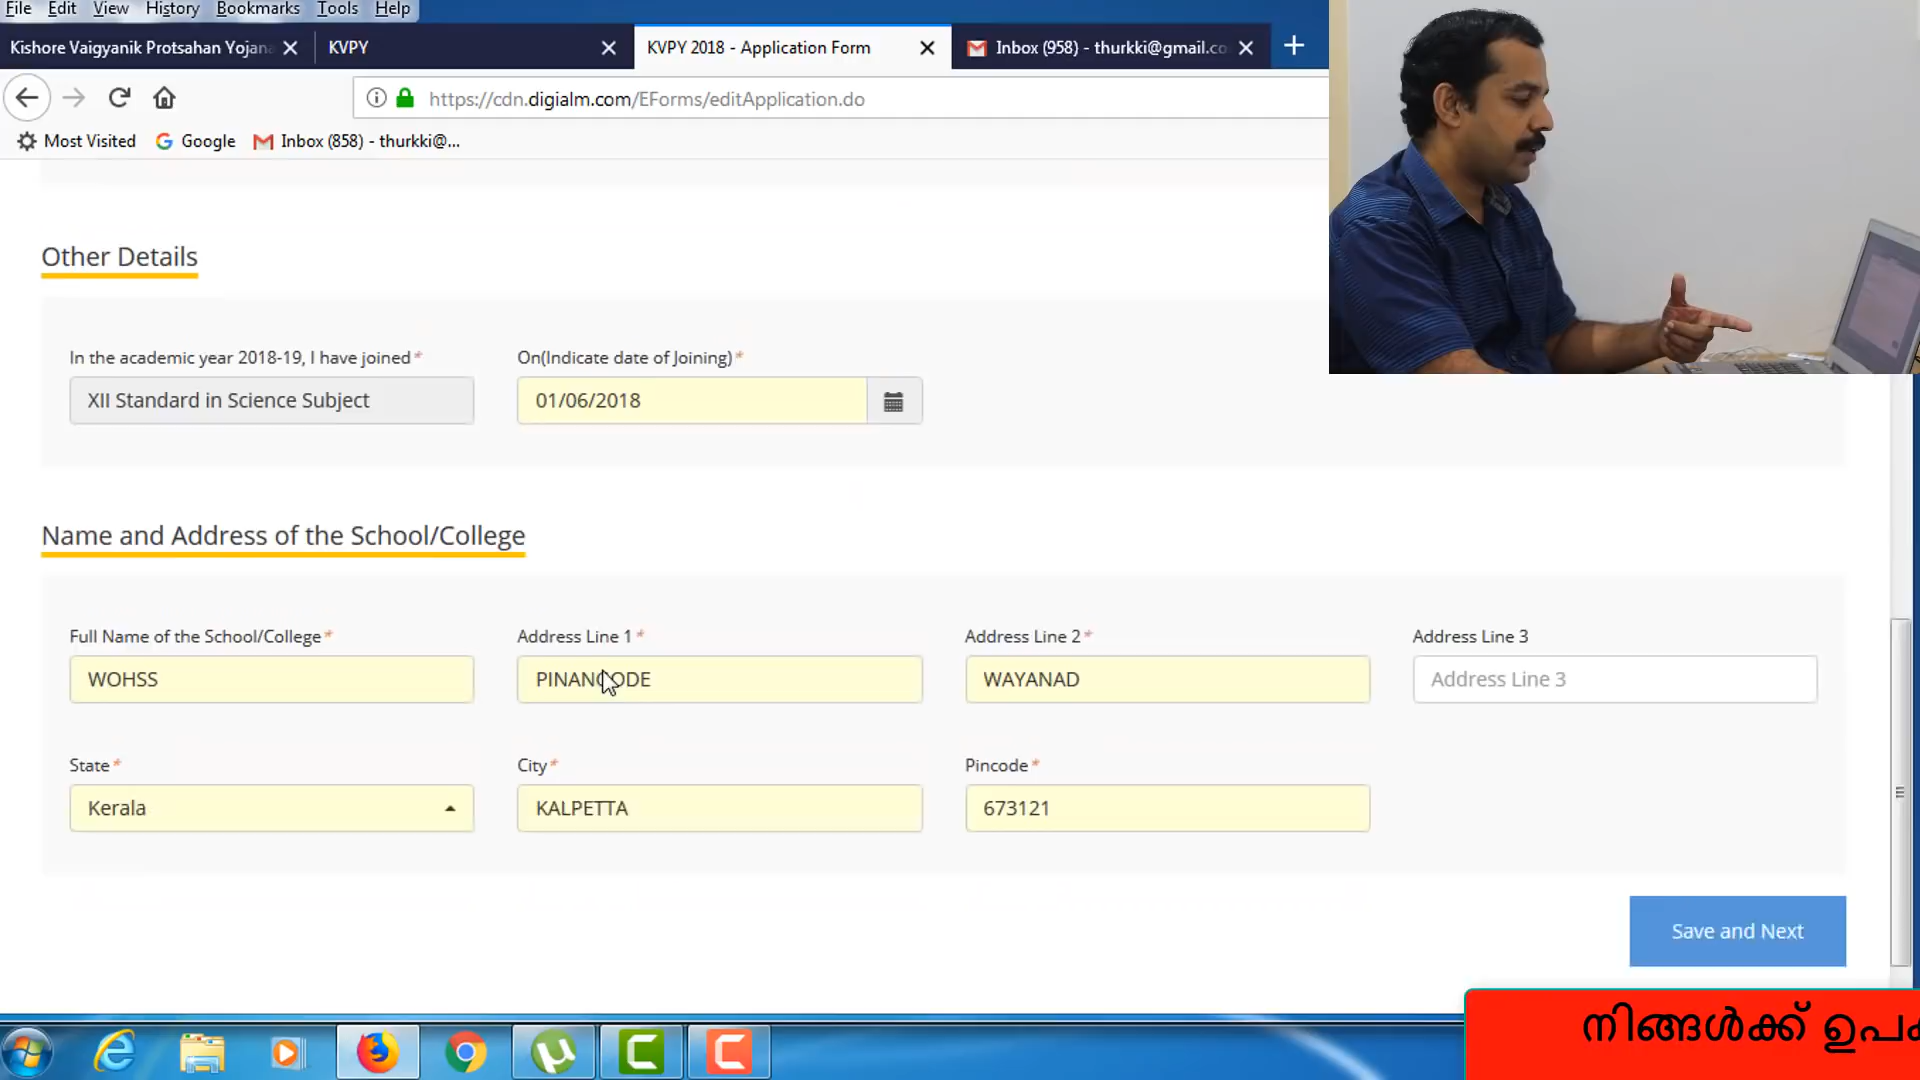 File Edit View History Bookmarks Tools Help
Kishore Vaigyanik Protsahan Yojana
KVPY
KVPY 2018 - Application Form
Inbox (958) - thurkki@gmail.co
https://cdn.digialm.com/EForms/editApplication.do
Most Visited Google Inbox (858) - thurkki@...
Other Details
In the academic year 2018-19, I have joined* On(Indicate date of Joining)*
XII Standard in Science Subject 01/06/2018
Name and Address of the School/College
Full Name of the School/College* Address Line 1* Address Line 2* Address Line 3
WOHSS PINANGODE WAYANAD Address Line 3
State* City* Pincode*
Kerala KALPETTA 673121
Save and Next
നിങ്ങൾക്ക് ഉപക